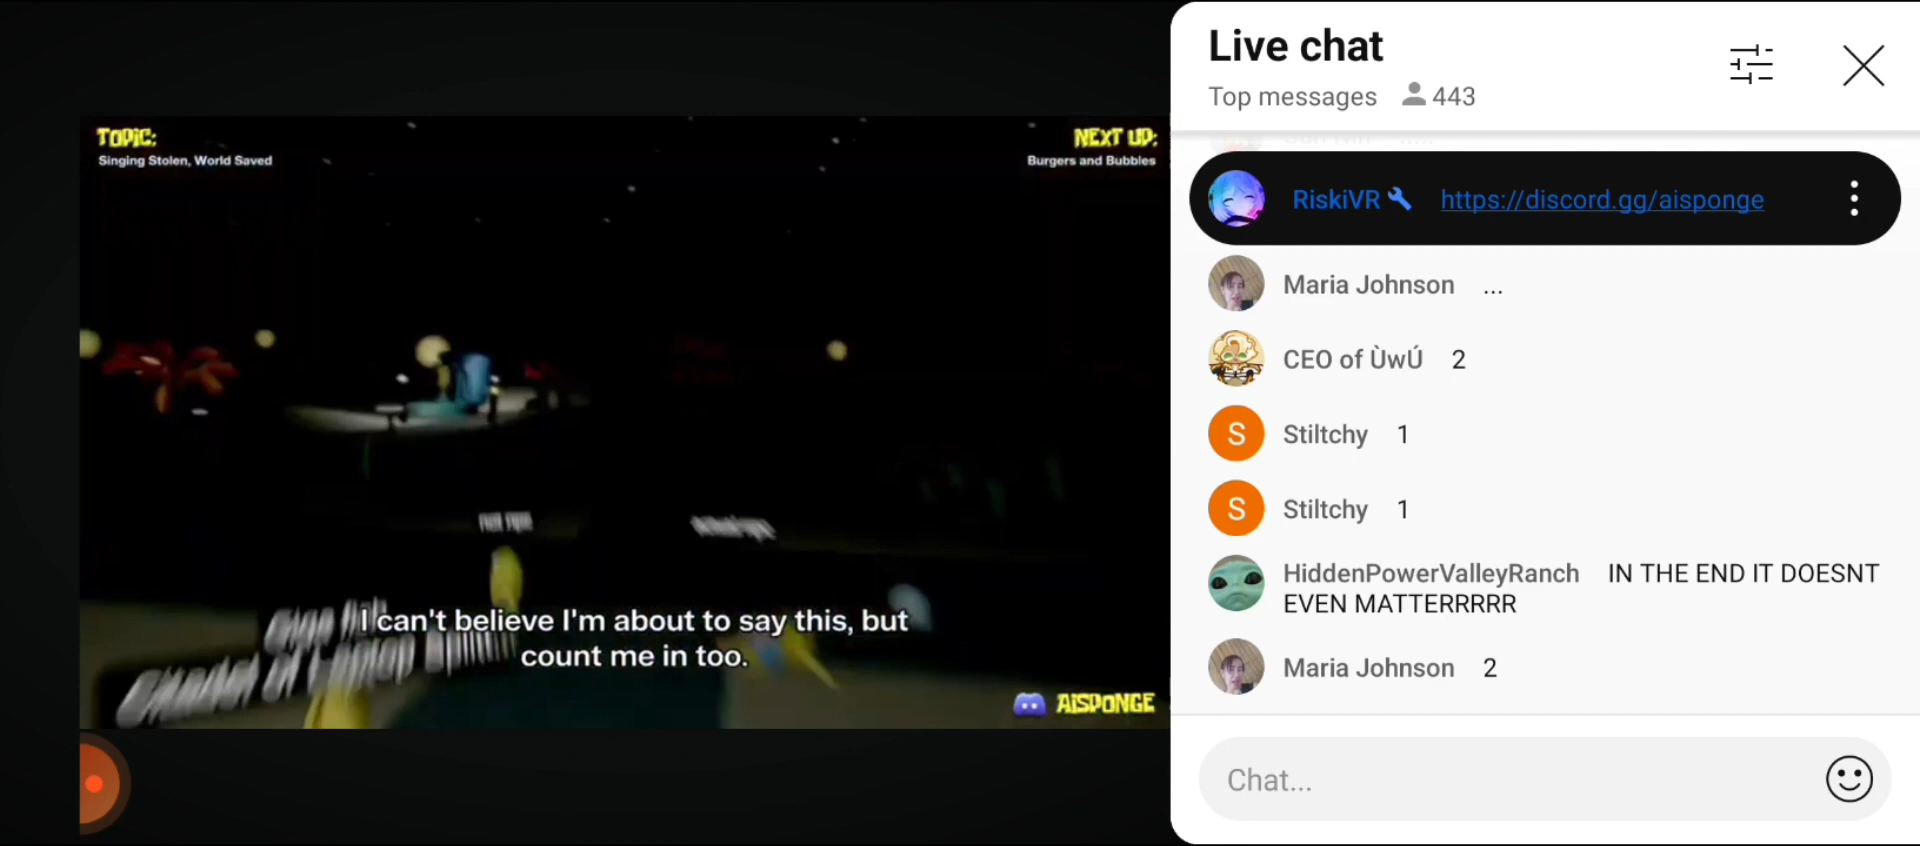 TOPIC:
Singing Stolen, World Saved
NEXT UP:
Burgers and Bubbles
I can't believe I'm about to say this, but
count me in too.
AISPONGE
Live chat
Top messages 443
RiskiVR https://discord.gg/aisponge
Maria Johnson ...
CEO of ÙwÚ 2
Stiltchy 1
S
Stiltchy 1
S
HiddenPowerValleyRanch IN THE END IT DOESNT
EVEN MATTERRRRR
Maria Johnson 2
Chat...